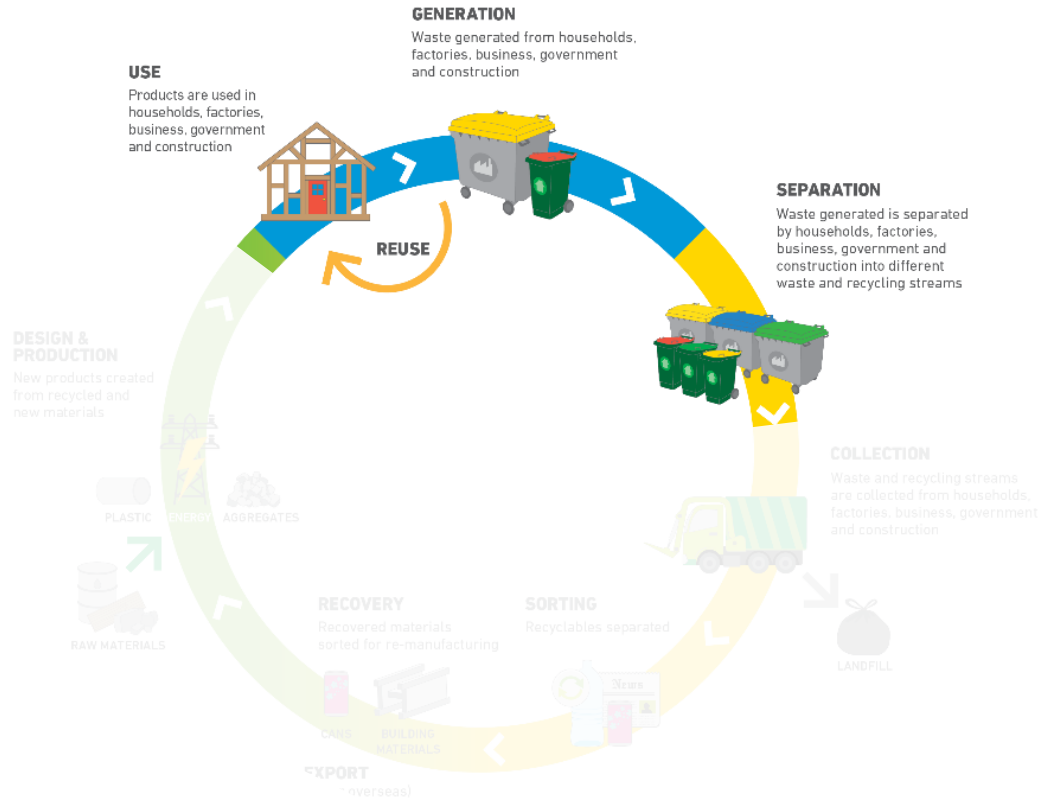 GENERATION
Waste generated from households,
factories, business, government
and construction
USE
Products are used in
households, factories,
business, government
and construction
SEPARATION
Waste generated is separated
by households, factories,
business, government and
construction into different
waste and recycling streams
REUSE
DESIGN &
PRODUCTION
New products created
from recycled and
new materials
COLLECTION
Waste and recycling streams
are collected from households,
factories, business, government
and construction
PLASTIC
ENERGY
AGGREGATES
RAW MATERIALS
RECOVERY
Recovered materials
sorted for re-manufacturing
SORTING
Recyclables separated
LANDFILL
News
CANS
BUILDING
MATERIALS
EXPORT
overseas)